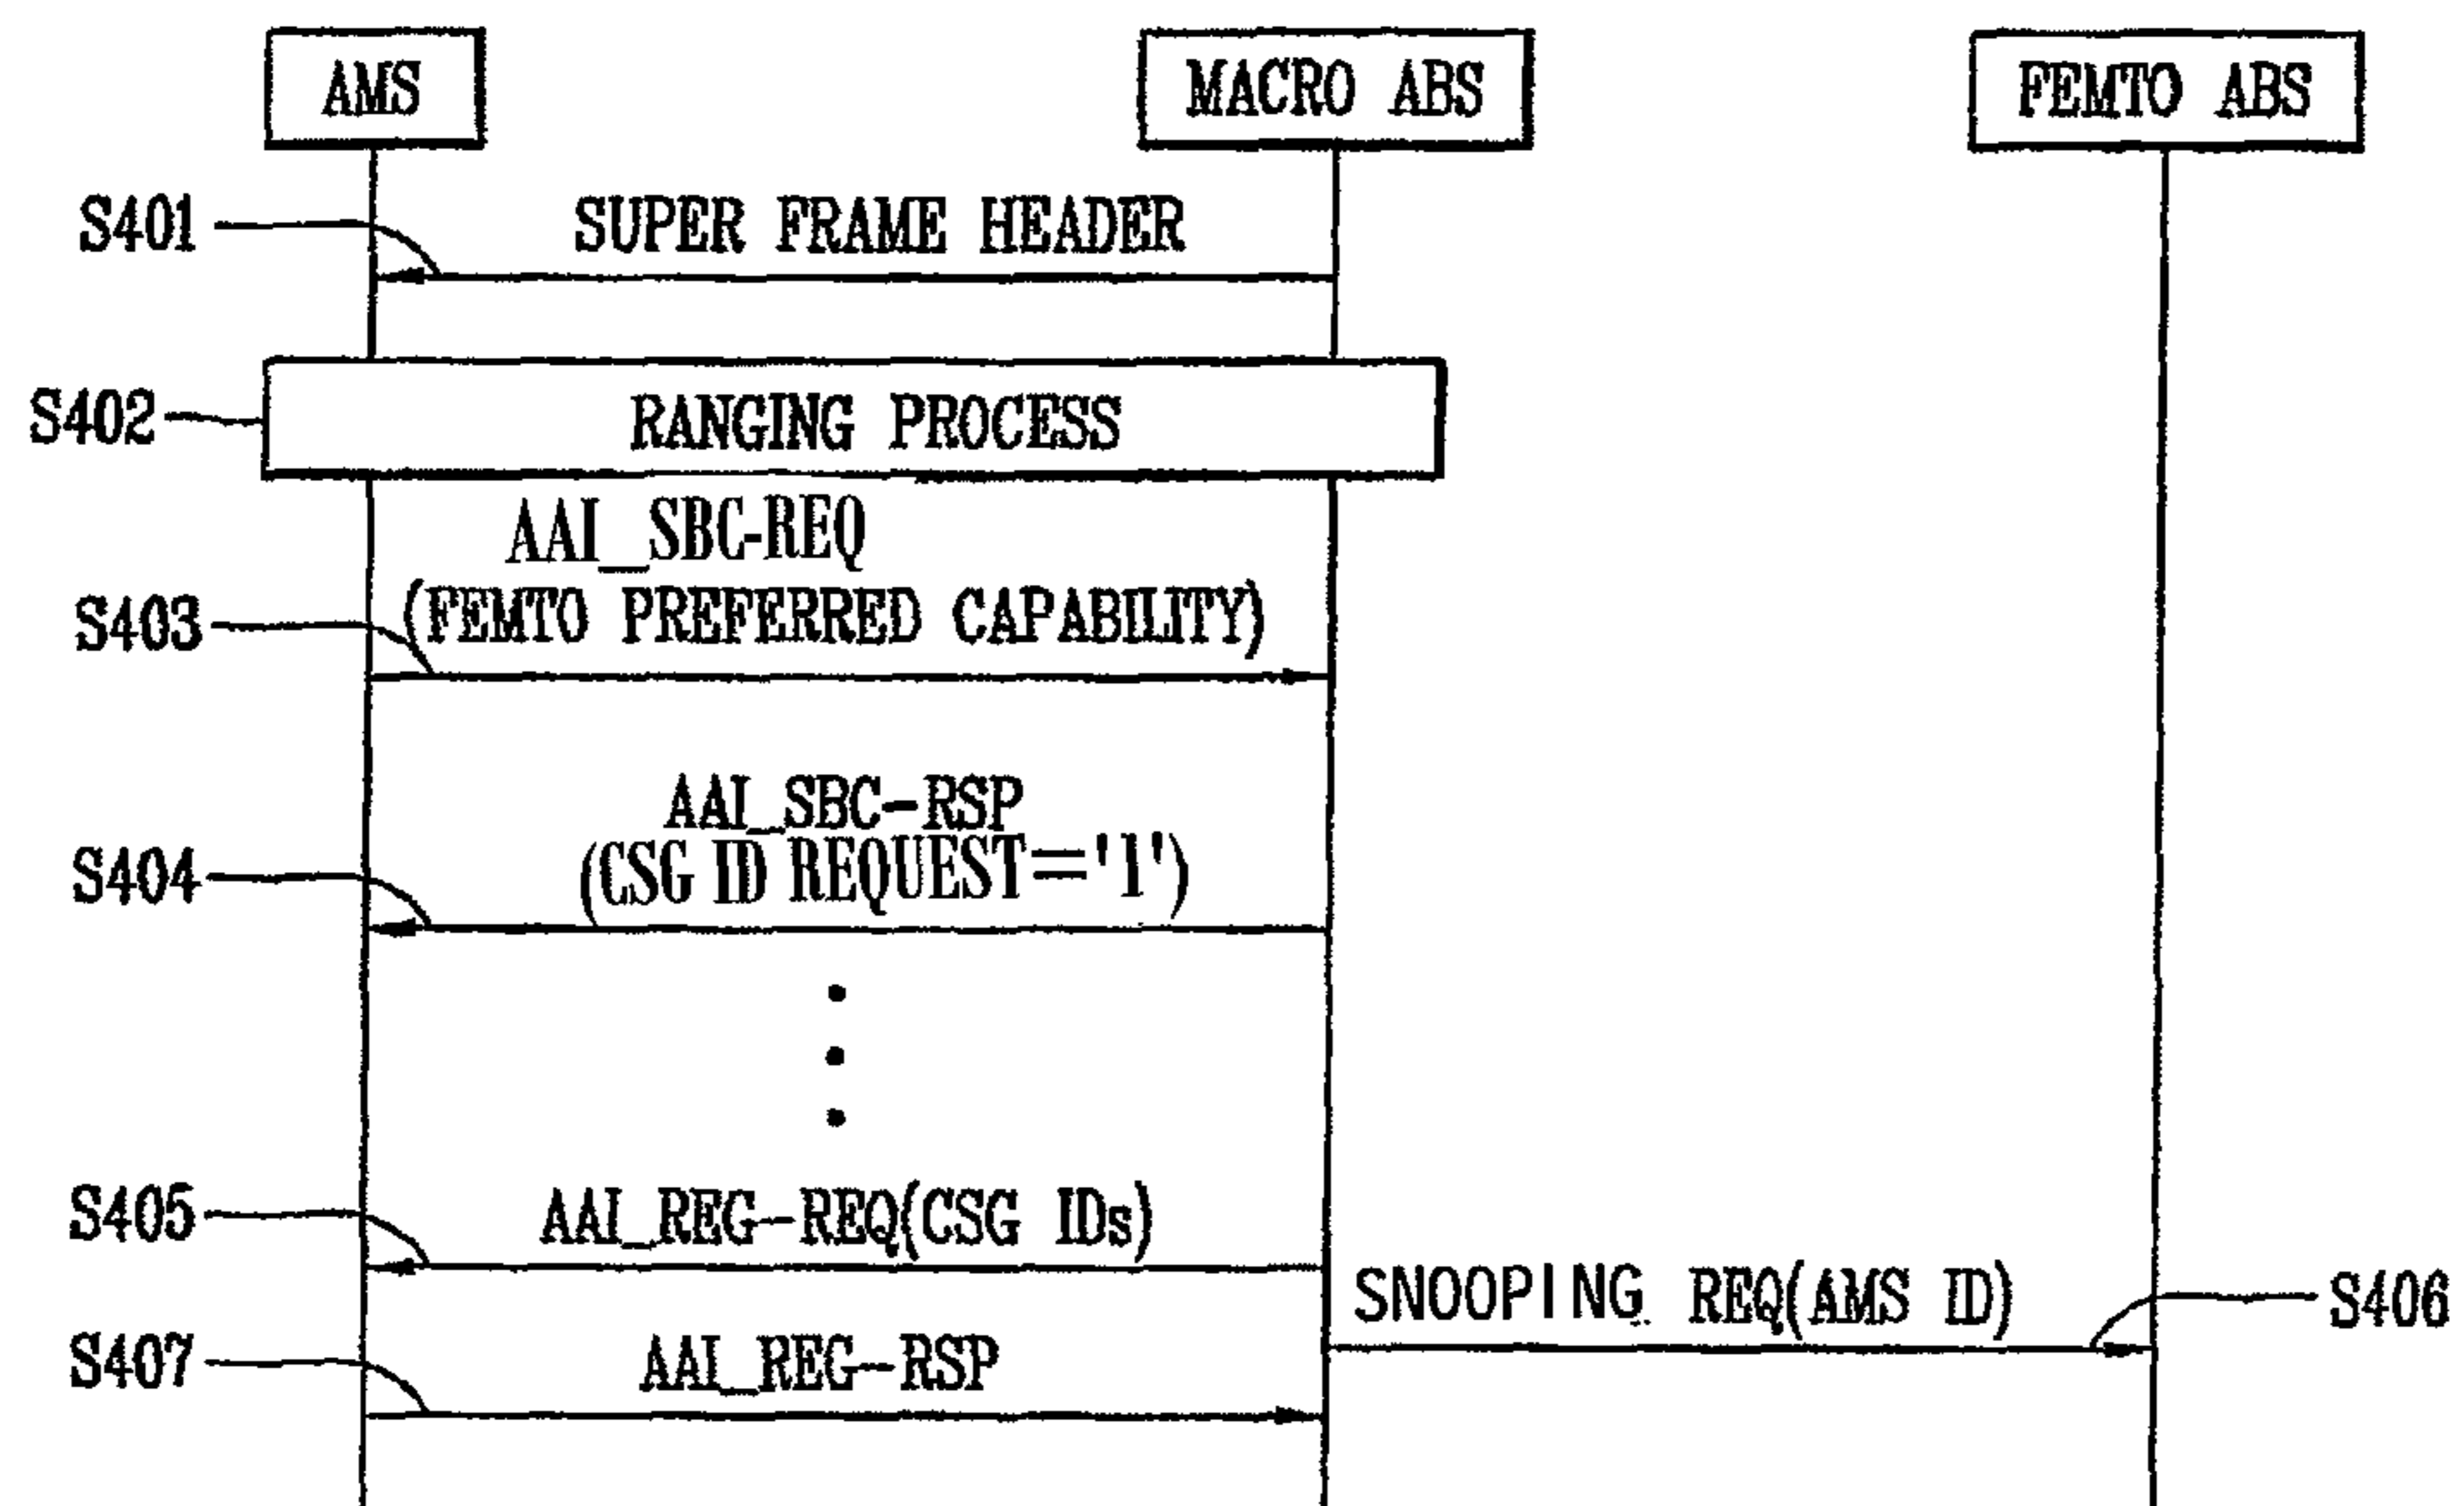 AMS
MACRO ABS
FEMTO ABS
S401
SUPER FRAME HEADER
S402
RANGING PROCESS
AAI_SBC-REQ
S403
(FEMTO PREFERRED CAPABILITY)
AAI_SBC-RSP
S404
(CSG ID REQUEST=='1')
S405
AAI_REG-REQ(CSG IDs)
SNOOPING REQ(AMS ID)
S406
S407
AAI_REG-RSP